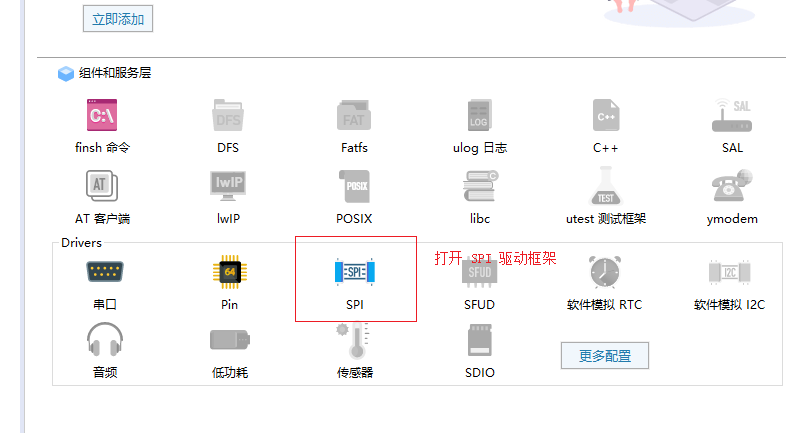 立即添加
组件和服务层
C:\
DFS
FAT
LOG
C++
SAL
finsh 命令
DFS
Fatfs
ulog 日志
C++
SAL
AT
lwIP
POSIX
C
TEST
AT 客户端
lwIP
POSIX
libc
utest 测试框架
ymodem
Drivers
打开 SPI 驱动框架
64
SPI
SFUD
I2C
串口
Pin
SPI
SFUD
软件模拟 RTC
软件模拟 I2C
更多配置
音频
低功耗
传感器
SDIO